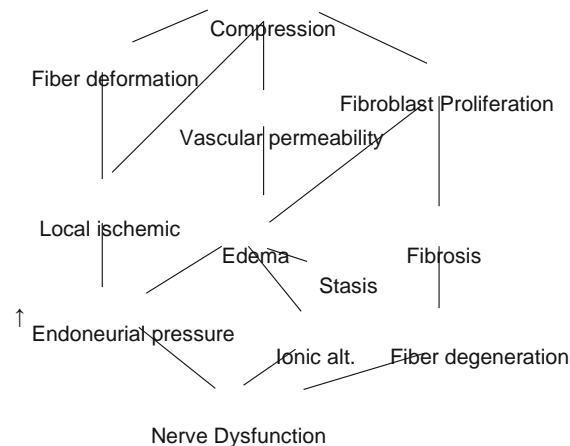 Compression
Fiber deformation
Fibroblast Proliferation
Vascular permeability
Local ischemic
Edema
Fibrosis
Stasis
↑
Endoneurial pressure
Ionic alt.
Fiber degeneration
Nerve Dysfunction